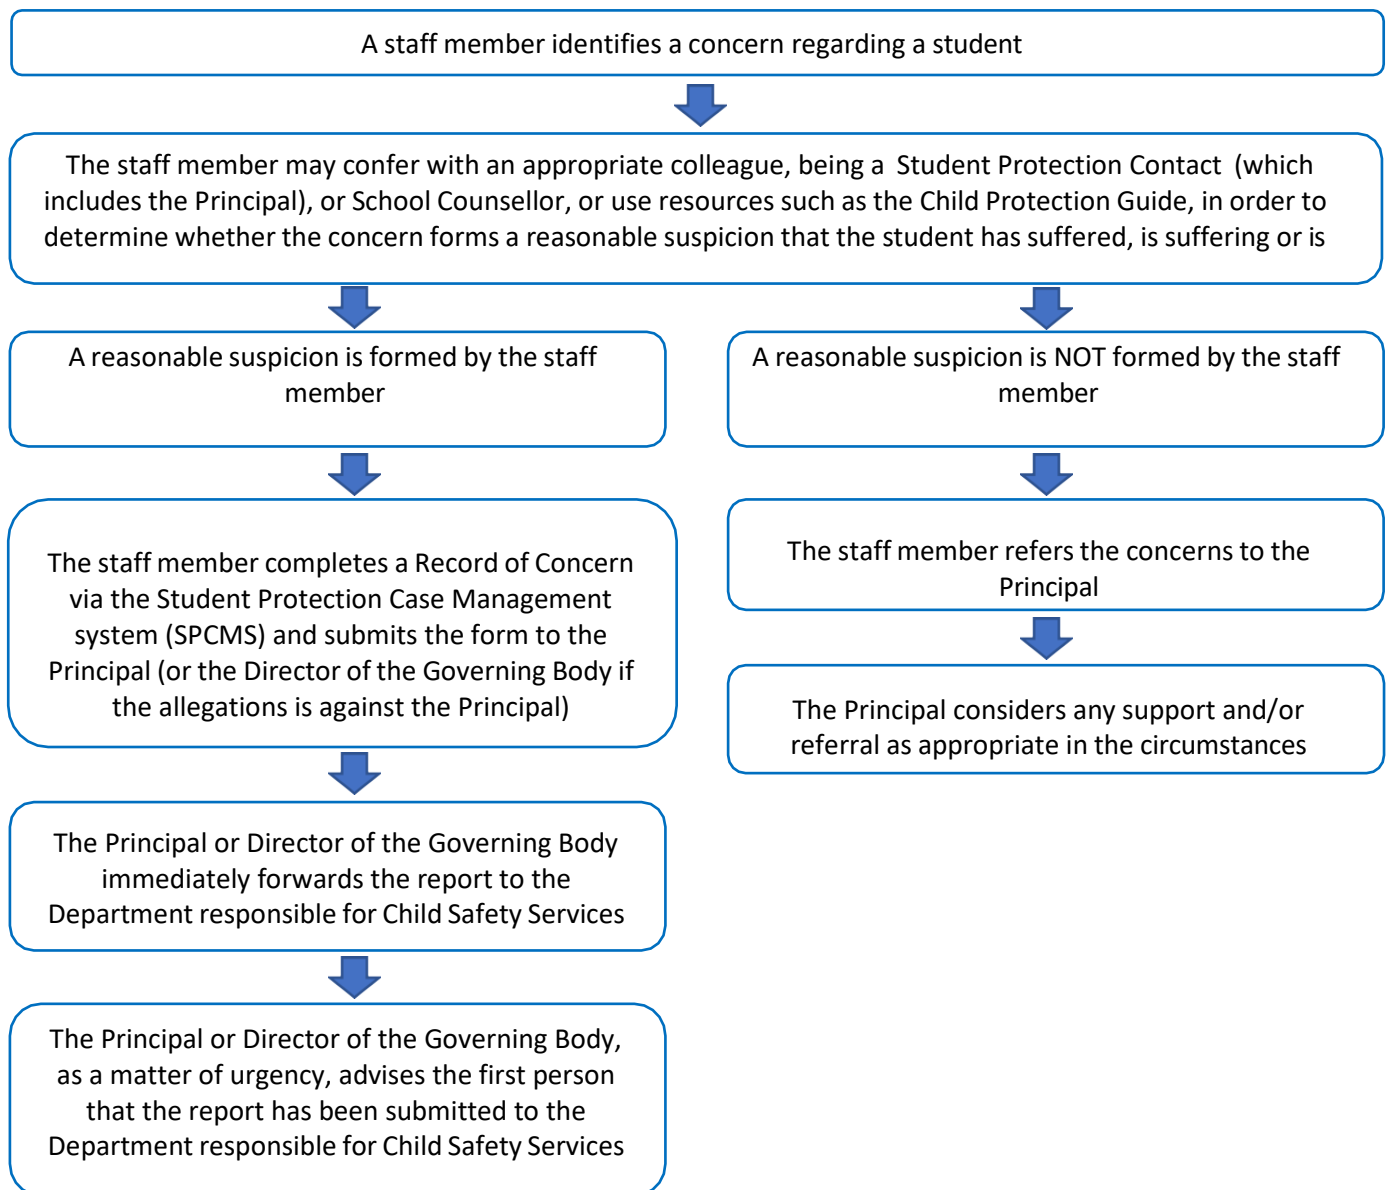 A staff member identifies a concern regarding a student
The staff member may confer with an appropriate colleague, being a Student Protection Contact (which
includes the Principal), or School Counsellor, or use resources such as the Child Protection Guide, in order to
determine whether the concern forms a reasonable suspicion that the student has suffered, is suffering or is
A reasonable suspicion is formed by the staff
member
A reasonable suspicion is NOT formed by the staff
member
The staff member completes a Record of Concern
via the Student Protection Case Management
system (SPCMS) and submits the form to the
Principal (or the Director of the Governing Body if
the allegations is against the Principal)
The staff member refers the concerns to the
Principal
The Principal considers any support and/or
referral as appropriate in the circumstances
The Principal or Director of the Governing Body
immediately forwards the report to the
Department responsible for Child Safety Services
The Principal or Director of the Governing Body,
as a matter of urgency, advises the first person
that the report has been submitted to the
Department responsible for Child Safety Services